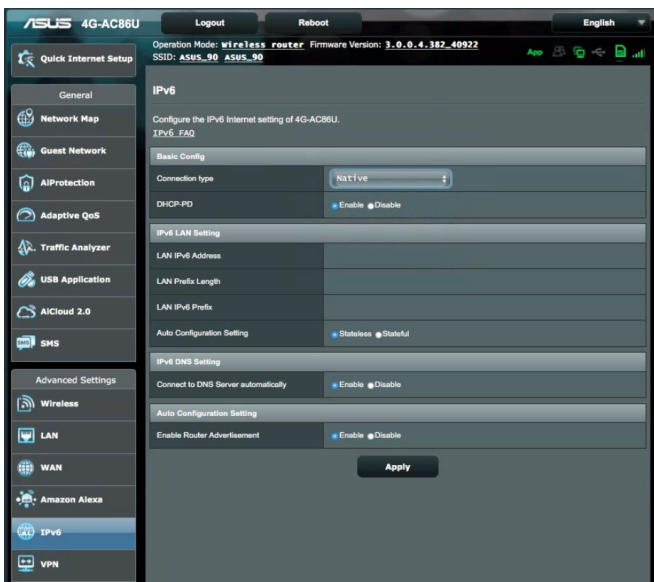 ASUS 4G-AC86U Logout Reboot English
Operation Mode: Wireless router Firmware Version: 3.0.0.4.382_40922
SSID: ASUS_90 ASUS_90
App
Quick Internet Setup
General
Network Map
Guest Network
AiProtection
Adaptive QoS
Traffic Analyzer
USB Application
AiCloud 2.0
SMS
Advanced Settings
Wireless
LAN
WAN
Amazon Alexa
IPv6
VPN
IPv6
Configure the IPv6 Internet setting of 4G-AC86U.
IPv6 FAQ
Basic Config
Connection type Native
DHCP-PD Enable Disable
IPv6 LAN Setting
LAN IPv6 Address
LAN Prefix Length
LAN IPv6 Prefix
Auto Configuration Setting Stateless Stateful
IPv6 DNS Setting
Connect to DNS Server automatically Enable Disable
Auto Configuration Setting
Enable Router Advertisement Enable Disable
Apply